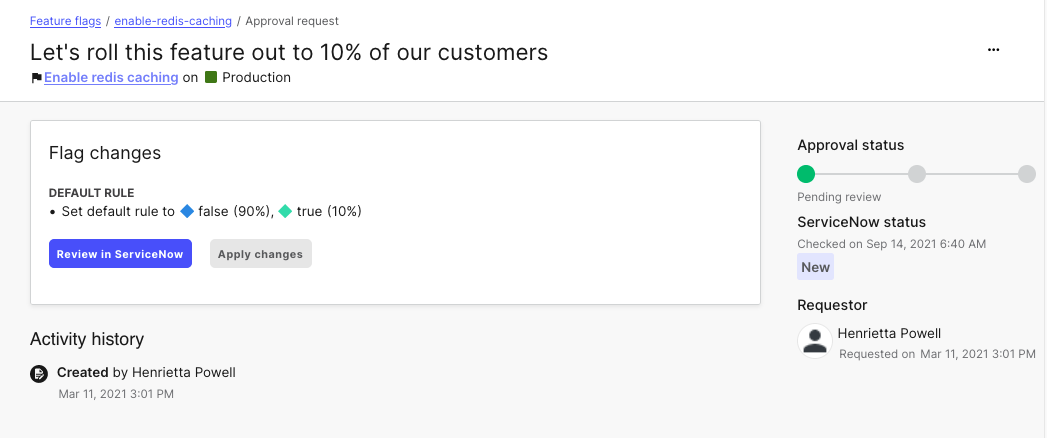 Feature flags / enable-redis-caching / Approval request
Let's roll this feature out to 10% of our customers
Enable redis caching on Production
Flag changes
DEFAULT RULE
• Set default rule to false (90%), true (10%)
Review in ServiceNow
Apply changes
Activity history
Created by Henrietta Powell
Mar 11, 2021 3:01 PM
Approval status
Pending review
ServiceNow status
Checked on Sep 14, 2021 6:40 AM
New
Requestor
Henrietta Powell
Requested on Mar 11, 2021 3:01 PM